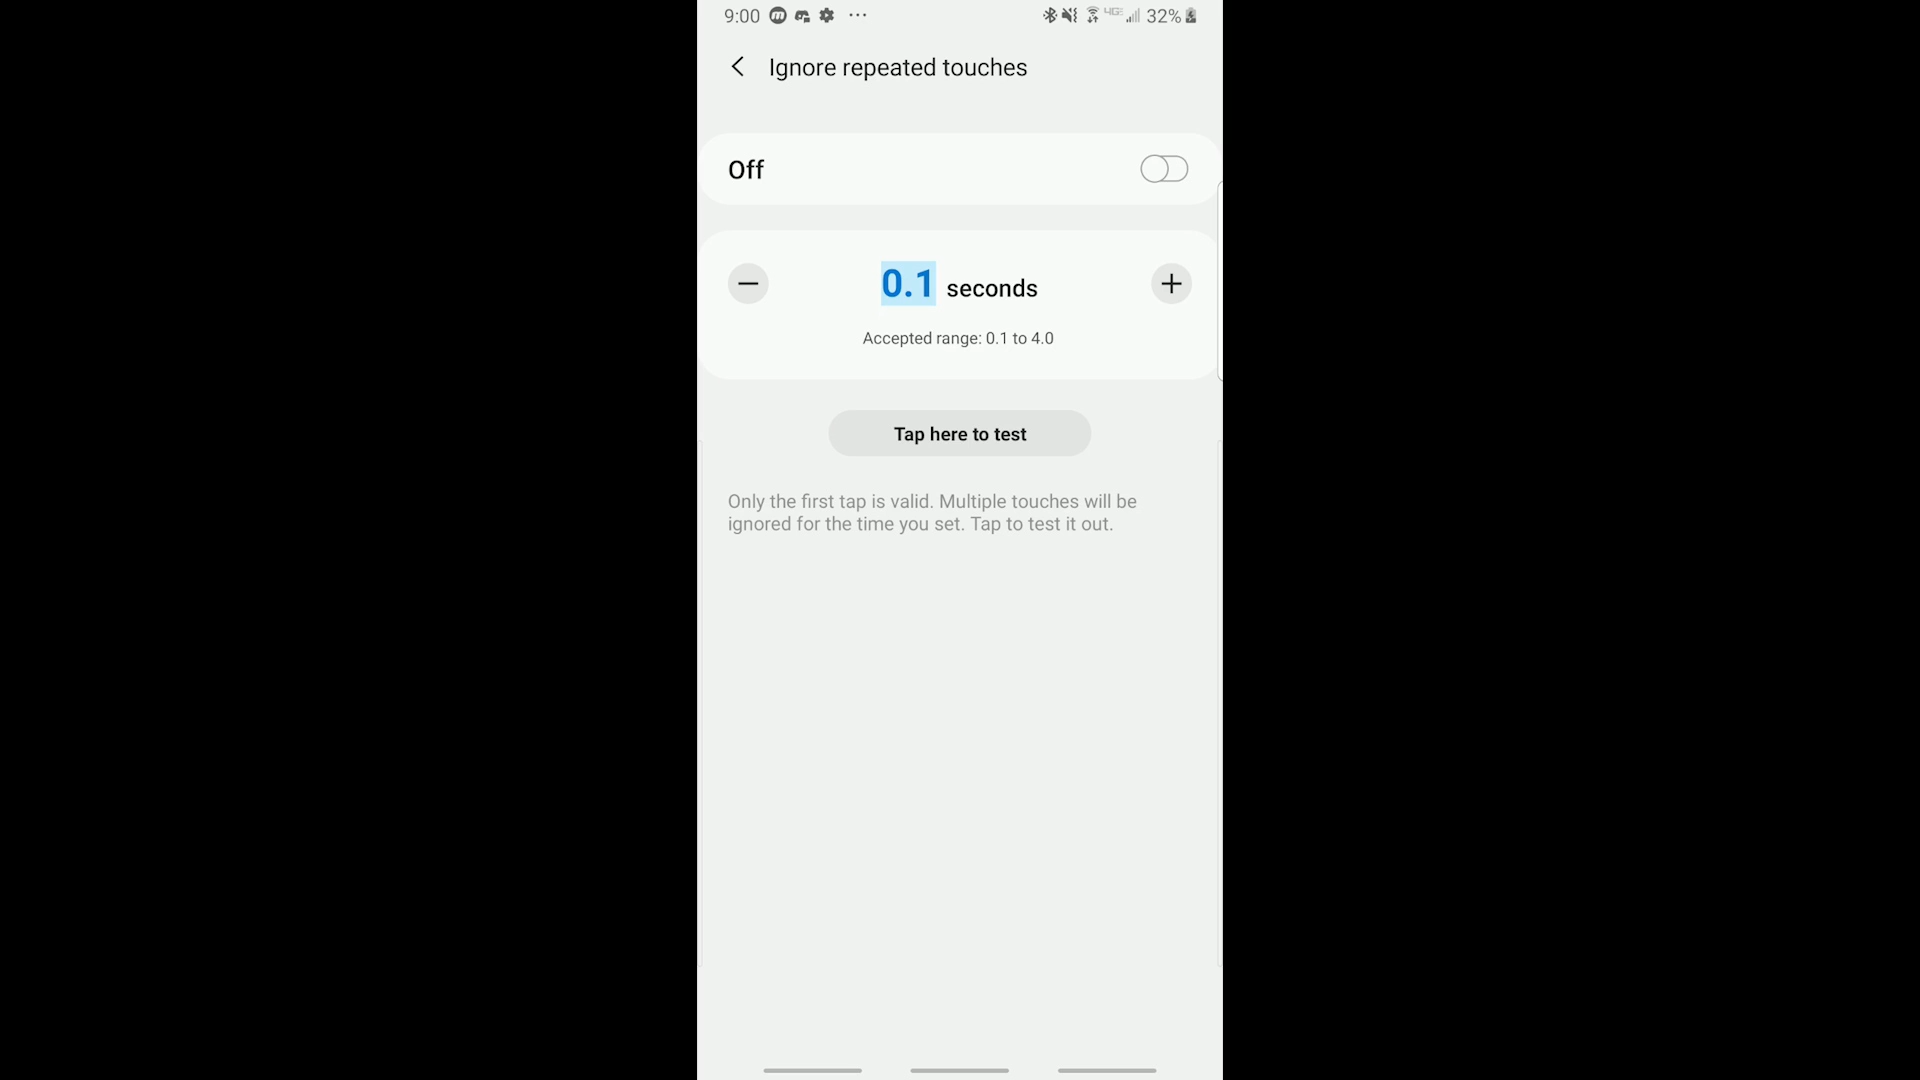 9:00 32%
Ignore repeated touches
Off
0.1 seconds
Accepted range: 0.1 to 4.0
Tap here to test
Only the first tap is valid. Multiple touches will be
ignored for the time you set. Tap to test it out.